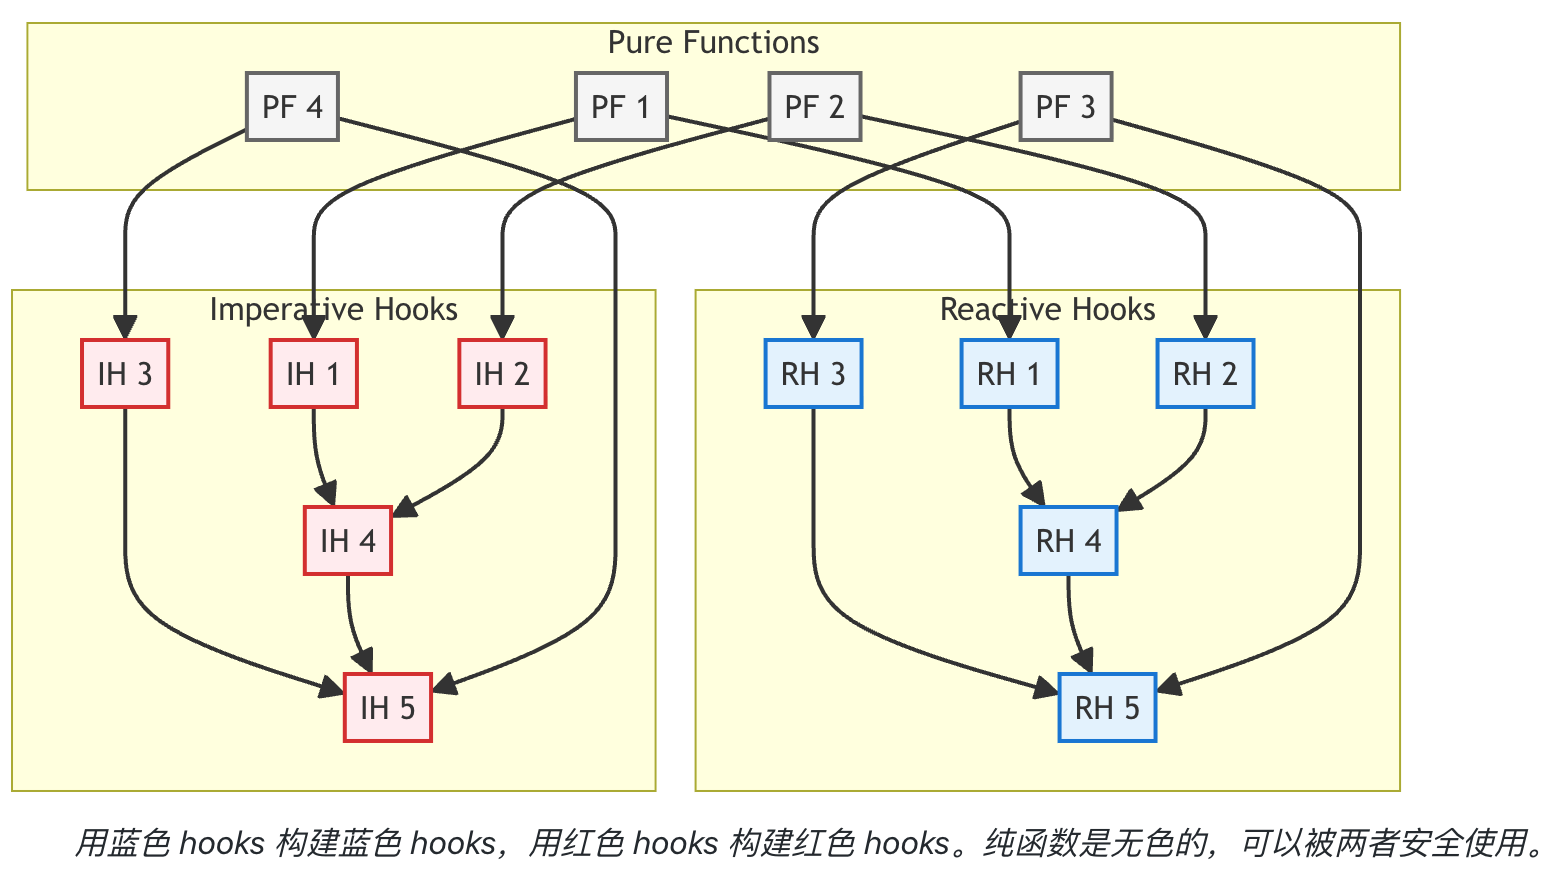 Pure Functions
PF 4
PF 1
PF 2
PF 3
Imperative Hooks
Reactive Hooks
IH 3
IH 1
IH 2
RH 3
RH 1
RH 2
IH 4
RH 4
IH 5
RH 5
用蓝色 hooks 构建蓝色 hooks，用红色 hooks 构建红色 hooks。纯函数是无色的，可以被两者安全使用。